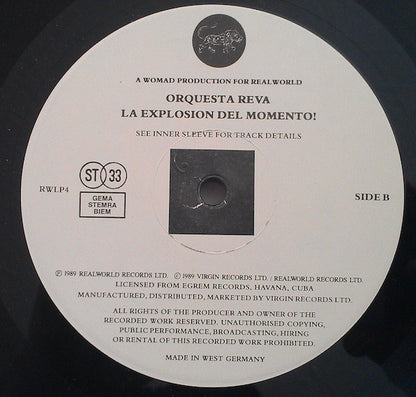 A WOMAD PRODUCTION FOR REALWORLD
ORQUESTA REVA
LA EXPLOSION DEL MOMENTO!
SEE INNER SLEEVE FOR TRACK DETAILS
ST 33
RWLP4
SIDE B
GEMA
STEMRA
BIEM
℗ 1989 REALWORLD RECORDS LTD. © 1989 VIRGIN RECORDS LTD. / REALWORLD RECORDS LTD.
LICENSED FROM EGREM RECORDS, HAVANA, CUBA
MANUFACTURED, DISTRIBUTED, MARKETED BY VIRGIN RECORDS LTD.
ALL RIGHTS OF THE PRODUCER AND OWNER OF THE
RECORDED WORK RESERVED. UNAUTHORISED COPYING,
PUBLIC PERFORMANCE, BROADCASTING, HIRING
OR RENTAL OF THIS RECORDED WORK PROHIBITED.
MADE IN WEST GERMANY